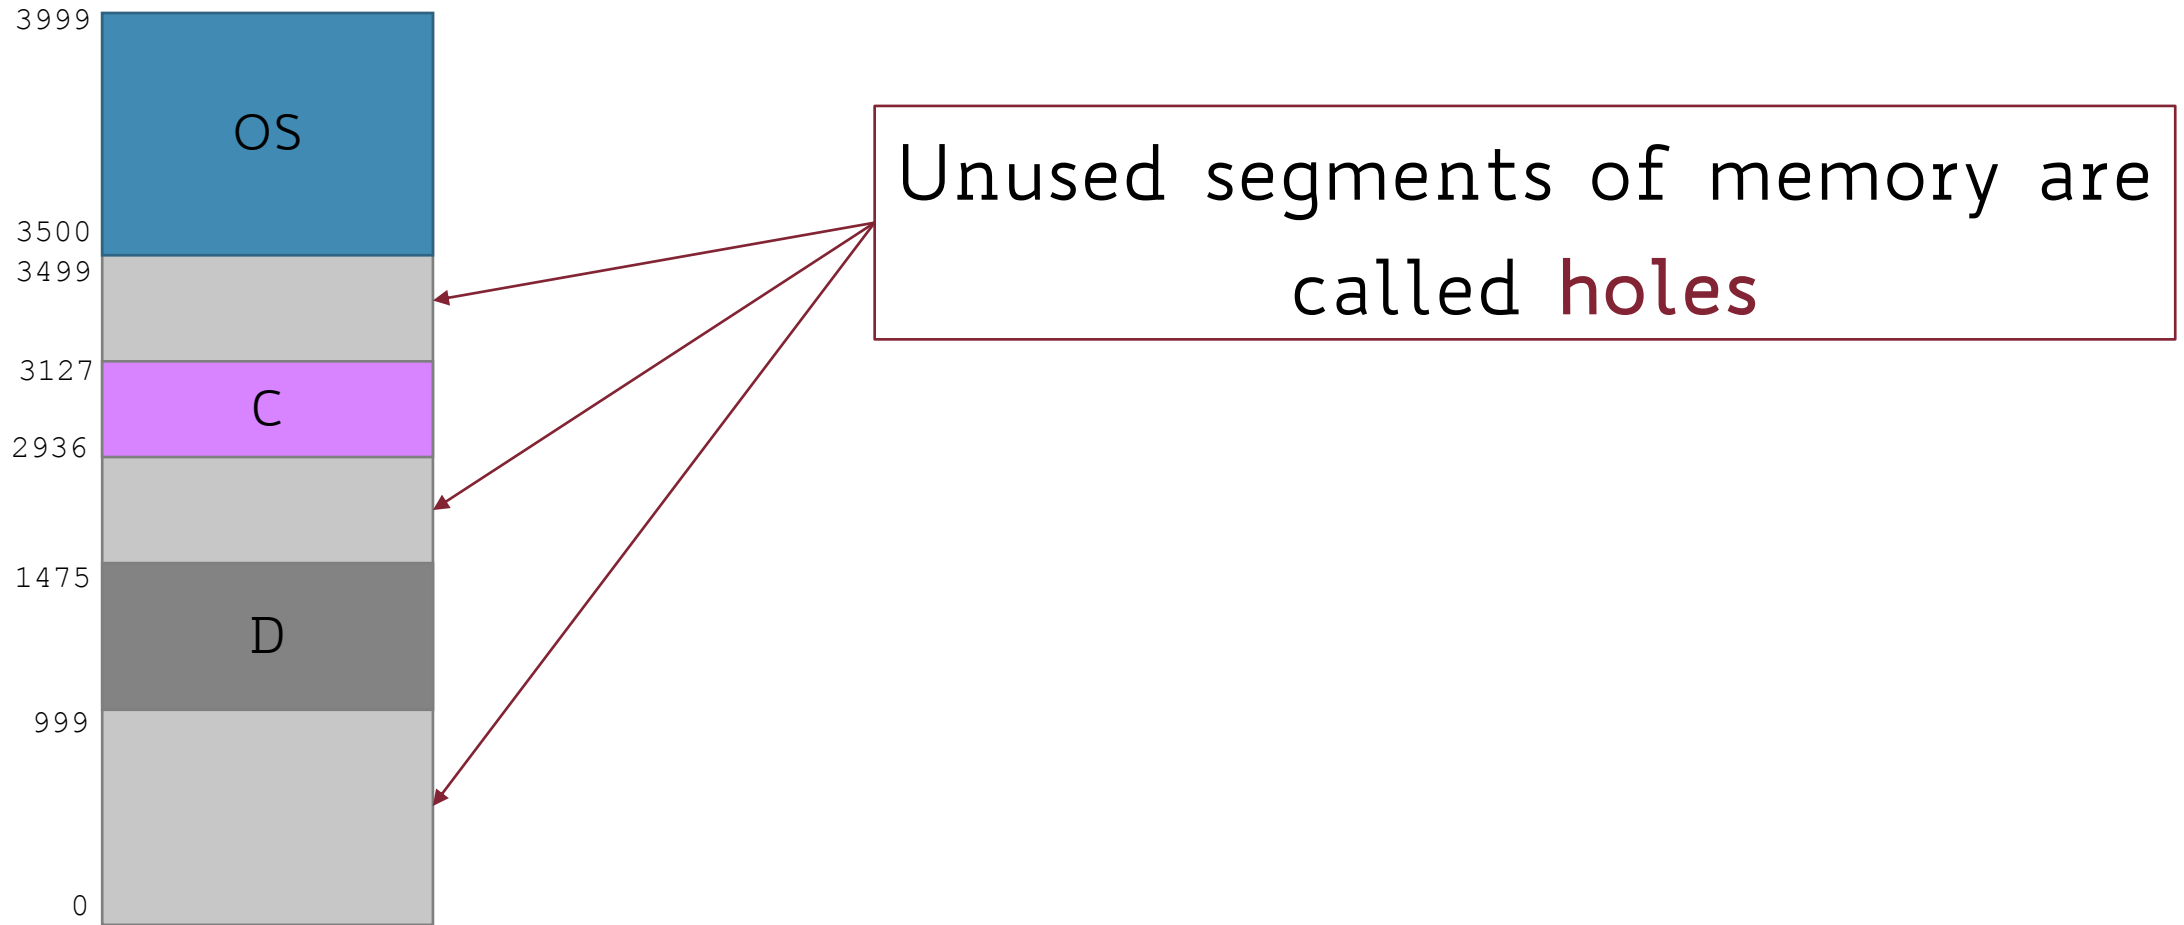 3999
OS
3500
3499
3127
C
2936
1475
D
999
0
Unused segments of memory are
called holes